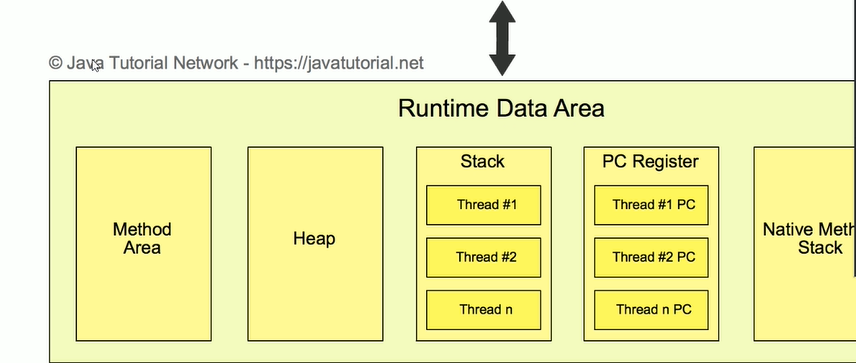 © Java Tutorial Network - https://javatutorial.net
Runtime Data Area
Method
Area
Heap
Stack
Thread #1
Thread #2
Thread n
PC Register
Thread #1 PC
Thread #2 PC
Thread n PC
Native Meth
Stack